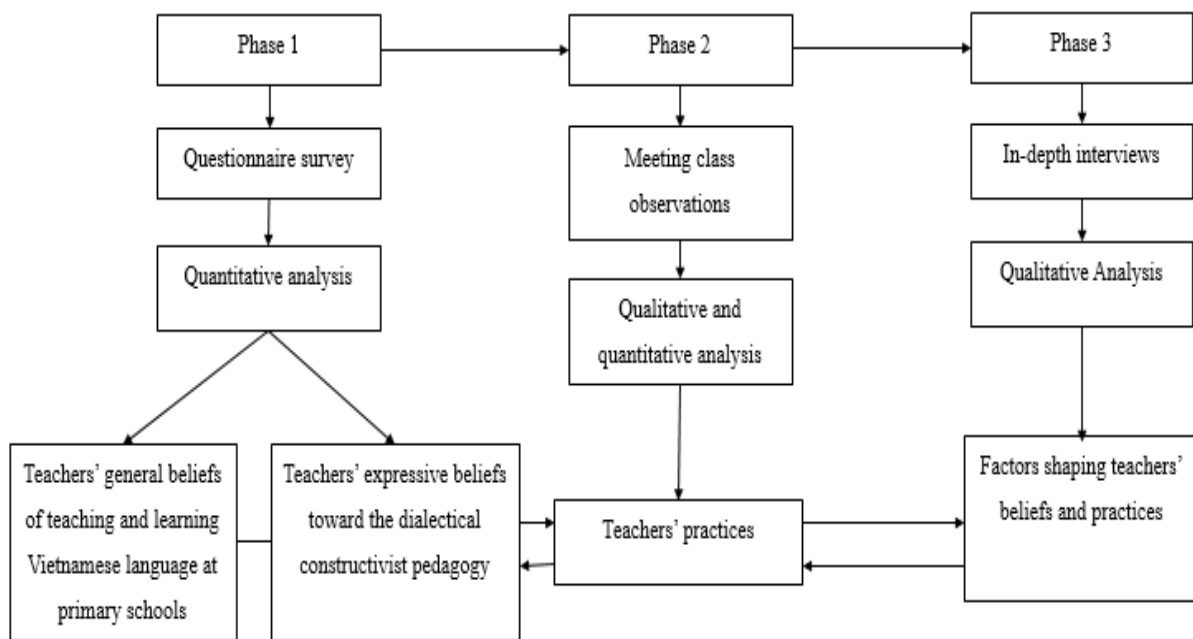 Phase 1
Phase 2
Phase 3
Questionnaire survey
Meeting class
observations
In-depth interviews
Quantitative analysis
Qualitative and
quantitative analysis
Qualitative Analysis
Teachers’ general beliefs
of teaching and learning
Vietnamese language at
primary schools
Teachers’ expressive beliefs
toward the dialectical
constructivist pedagogy
Teachers’ practices
Factors shaping teachers’
beliefs and practices